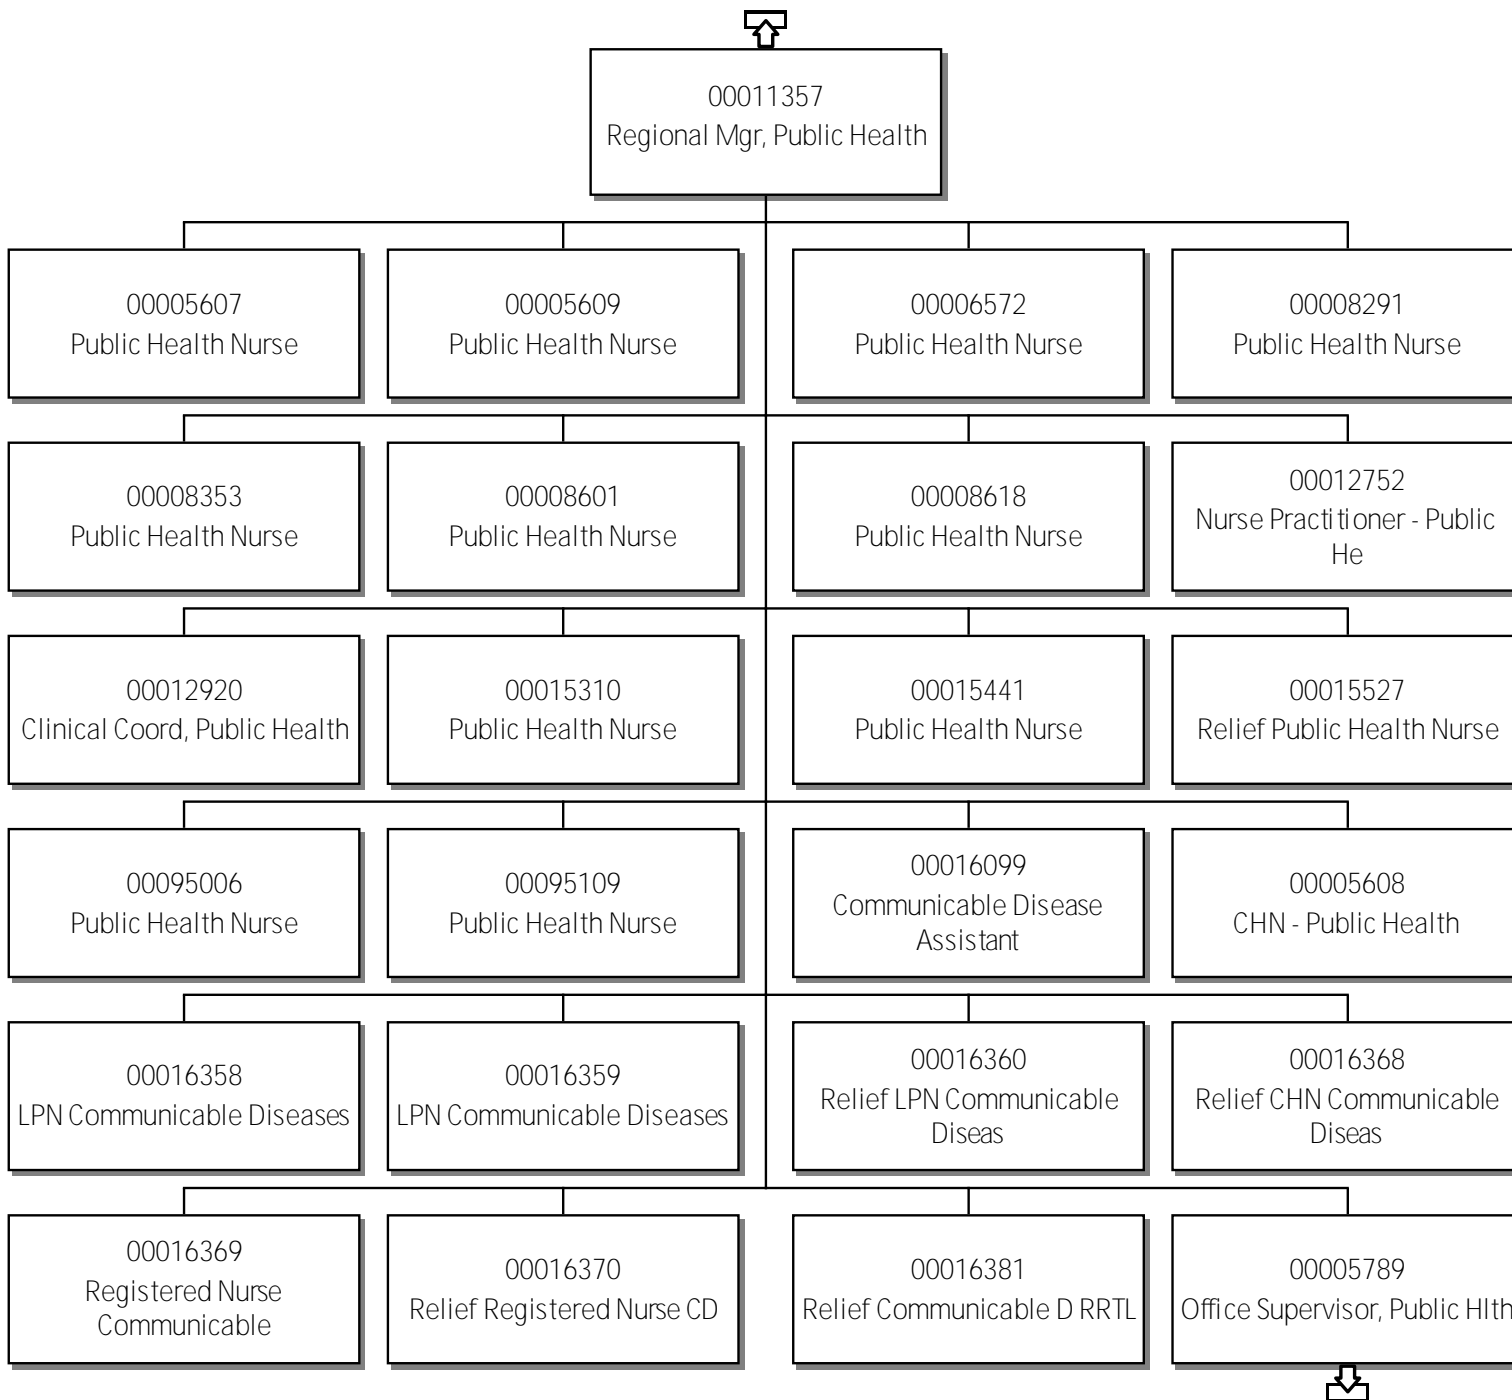 00011357
Regional Mgr, Public Health
00005607
Public Health Nurse
00005609
Public Health Nurse
00006572
Public Health Nurse
00008291
Public Health Nurse
00008353
Public Health Nurse
00008601
Public Health Nurse
00008618
Public Health Nurse
00012752
Nurse Practitioner - Public
He
00012920
Clinical Coord, Public Health
00015310
Public Health Nurse
00015441
Public Health Nurse
00015527
Relief Public Health Nurse
00095006
Public Health Nurse
00095109
Public Health Nurse
00016099
Communicable Disease
Assistant
00005608
CHN - Public Health
00016358
LPN Communicable Diseases
00016359
LPN Communicable Diseases
00016360
Relief LPN Communicable
Diseas
00016368
Relief CHN Communicable
Diseas
00016369
Registered Nurse
Communicable
00016370
Relief Registered Nurse CD
00016381
Relief Communicable D RRTL
00005789
Office Supervisor, Public Hlth